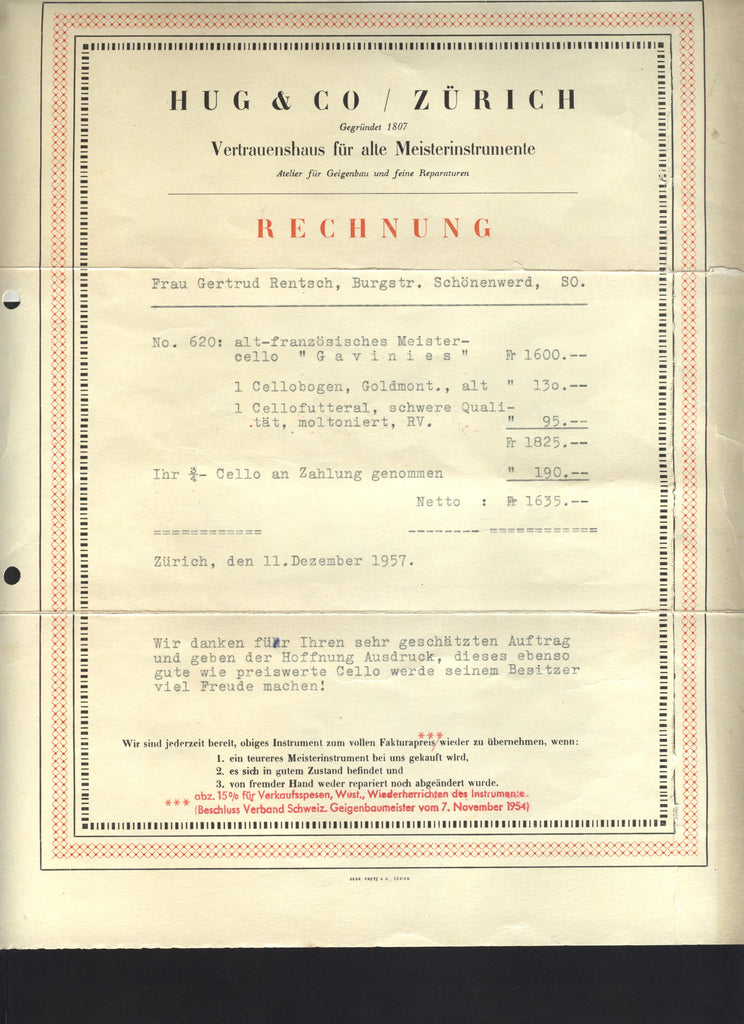 HUG & CO / ZÜRICH
Gegründet 1807
Vertrauenshaus für alte Meisterinstrumente
Atelier für Geigenbau und feine Reparaturen
RECHNUNG
Frau Gertrud Rentsch, Burgstr. Schönenwerd, SO.
No. 620: alt-französisches Meister-
cello " G a v i n i e s " Fr 1600.--
1 Cellobogen, Goldmont., alt " 130.--
1 Cellofutteral, schwere Quali-
tät, moltoniert, RV. " 95.--
Fr 1825.--
Ihr ¾- Cello an Zahlung genommen " 190.--
Netto : Fr 1635.--
============ -------- ============
Zürich, den 11.Dezember 1957.
Wir danken für Ihren sehr geschätzten Auftrag
und geben der Hoffnung Ausdruck, dieses ebenso
gute wie preiswerte Cello werde seinem Besitzer
viel Freude machen!
Wir sind jederzeit bereit, obiges Instrument zum vollen Fakturapreis *** wieder zu übernehmen, wenn:
1. ein teureres Meisterinstrument bei uns gekauft wird,
2. es sich in gutem Zustand befindet und
3. von fremder Hand weder repariert noch abgeändert wurde.
*** abz. 15% für Verkaufsspesen, Wust., Wiederherrichten des Instrumente.
(Beschluss Verband Schweiz. Geigenbaumeister vom 7. November 1954)
GEBR. FRETZ A.G., ZÜRICH